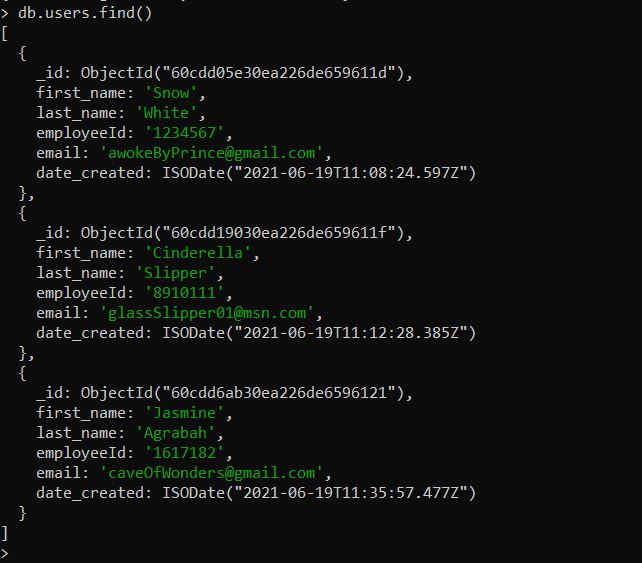 > db.users.find()
[
  {
    _id: ObjectId("60cdd05e30ea226de659611d"),
    first_name: 'Snow',
    last_name: 'White',
    employeeId: '1234567',
    email: 'awokeByPrince@gmail.com',
    date_created: ISODate("2021-06-19T11:08:24.597Z")
  },
  {
    _id: ObjectId("60cdd19030ea226de659611f"),
    first_name: 'Cinderella',
    last_name: 'Slipper',
    employeeId: '8910111',
    email: 'glassSlipper01@msn.com',
    date_created: ISODate("2021-06-19T11:12:28.385Z")
  },
  {
    _id: ObjectId("60cdd6ab30ea226de6596121"),
    first_name: 'Jasmine',
    last_name: 'Agrabah',
    employeeId: '1617182',
    email: 'caveOfWonders@gmail.com',
    date_created: ISODate("2021-06-19T11:35:57.477Z")
  }
]
>